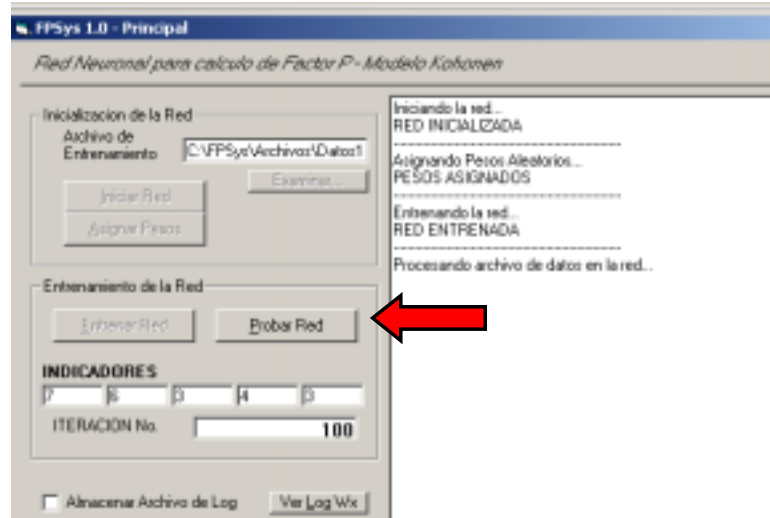 FPSys 1.0 - Principal
Red Neuronal para calculo de Factor P - Modelo Kohonen
Inicializacion de la Red
Archivo de
Entrenamiento
C:\FPSys\Archivos\Datos1
Examinar...
Iniciar Red
Asignar Pesos
Entrenamiento de la Red
Entrenar Red
Probar Red
INDICADORES
7 6 3 4 3
ITERACION No.
100
Almacenar Archivo de Log
Ver Log Wx
Iniciando la red...
RED INICIALIZADA
Asignando Pesos Aleatorios...
PESOS ASIGNADOS
Entrenando la red...
RED ENTRENADA
Procesando archivo de datos en la red...